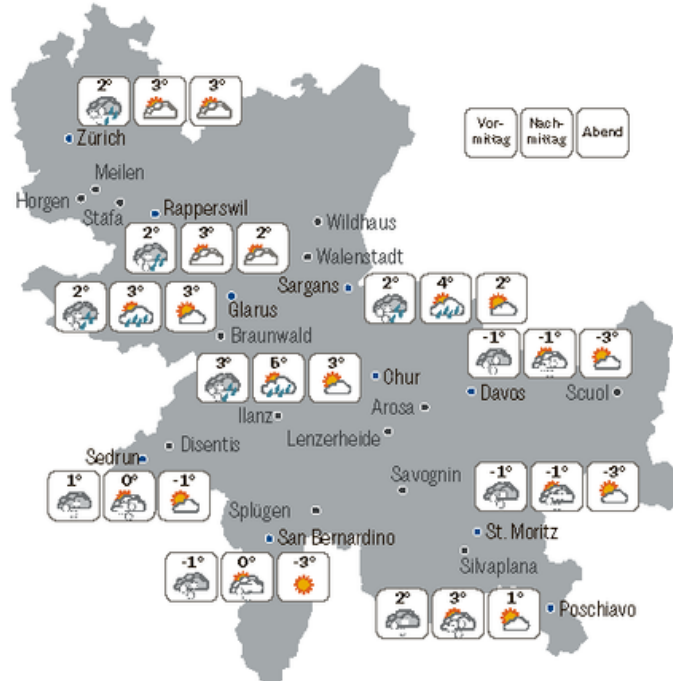 2° 3° 3°
Zürich
Vor-
mittag
Nach-
mittag
Abend
Meilen
Horgen
Stäfa
Rapperswil
Wildhaus
2° 3° 2°
Walenstadt
Sargans
2° 3° 3°
Glarus
2° 4° 2°
Braunwald
-1° -1° -3°
3° 5° 3°
Chur
Davos
Scuol
Ilanz
Arosa
Lenzerheide
Disentis
Sedrun
1° 0° -1°
Savognin
-1° -1° -3°
Splügen
San Bernardino
St. Moritz
Silvaplana
-1° 0° -3°
2° 3° 1°
Poschiavo